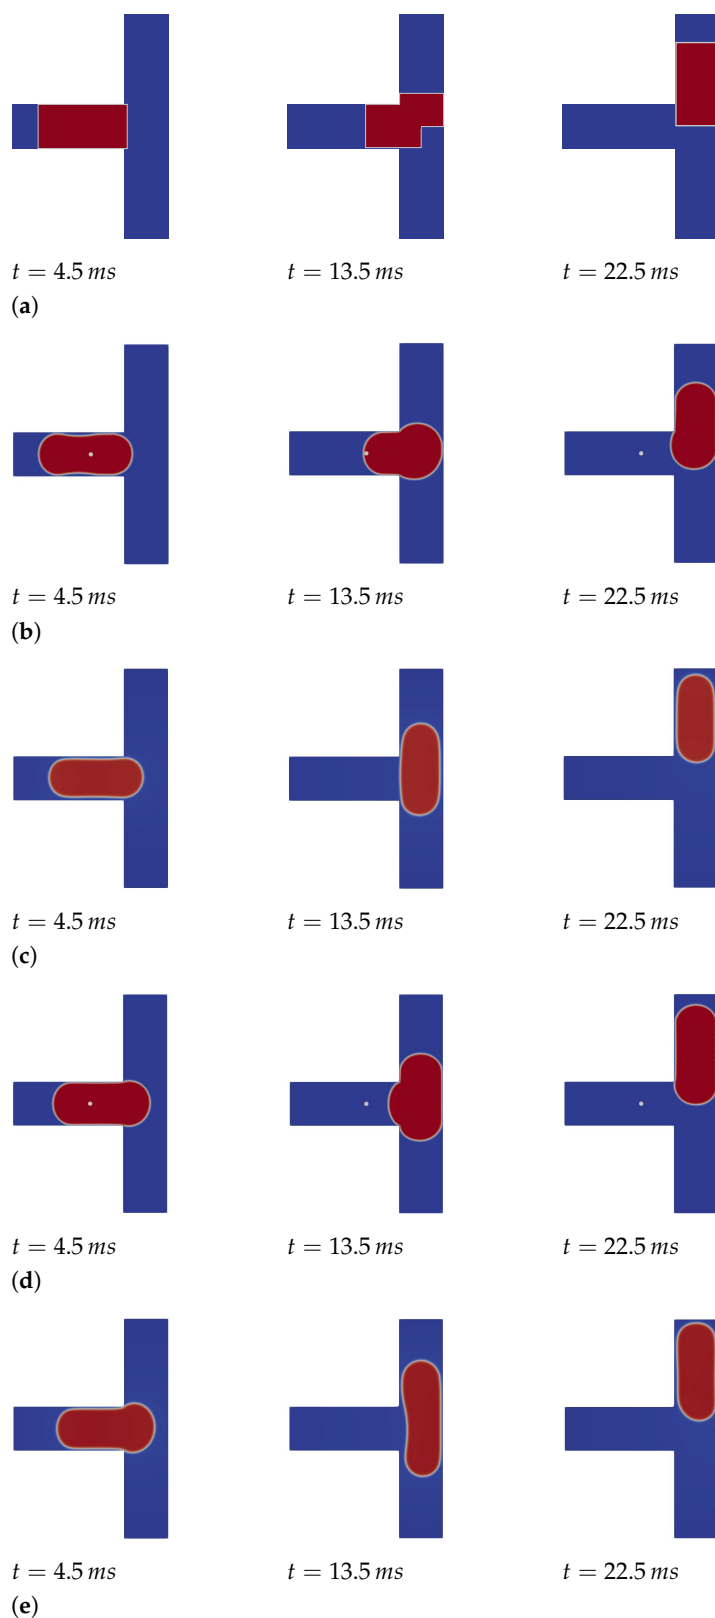 t = 4.5 ms t = 13.5 ms t = 22.5 ms
(a)
t = 4.5 ms t = 13.5 ms t = 22.5 ms
(b)
t = 4.5 ms t = 13.5 ms t = 22.5 ms
(c)
t = 4.5 ms t = 13.5 ms t = 22.5 ms
(d)
t = 4.5 ms t = 13.5 ms t = 22.5 ms
(e)